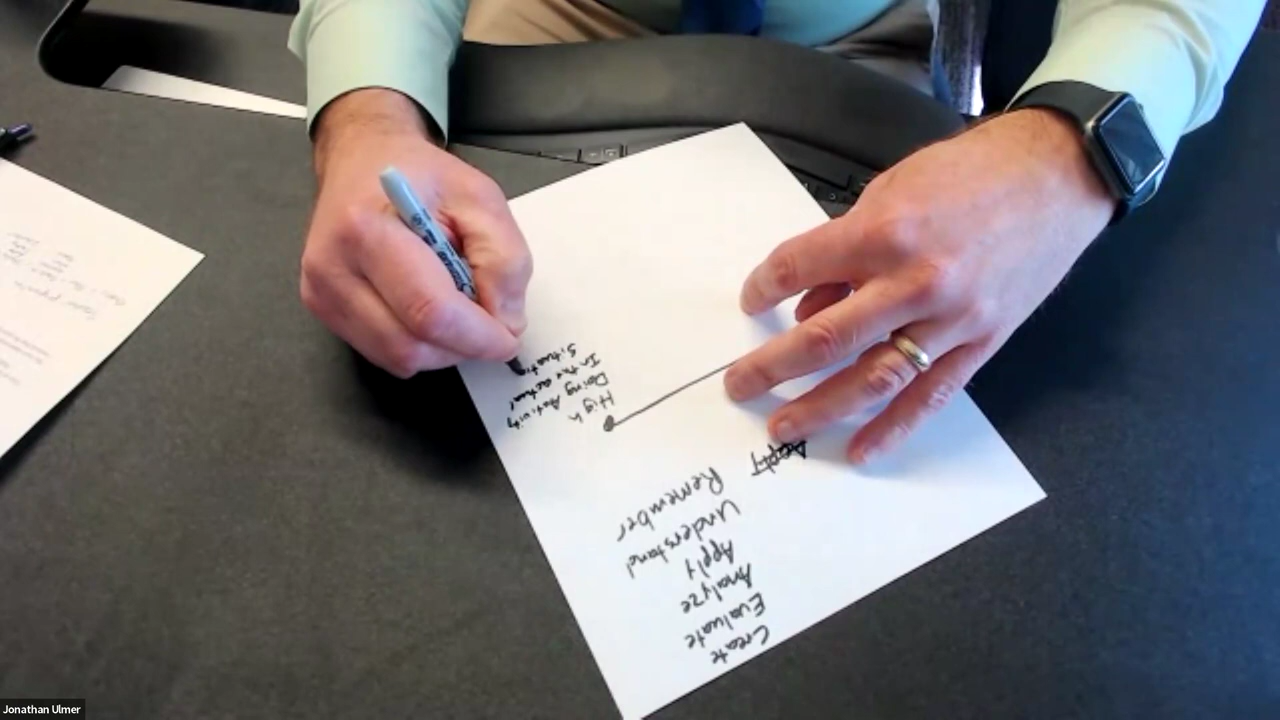 Create
Evaluate
Analyze
Apply
Understand
Remember
High
Doing Activity
In the actual
Situation
Jonathan Ulmer